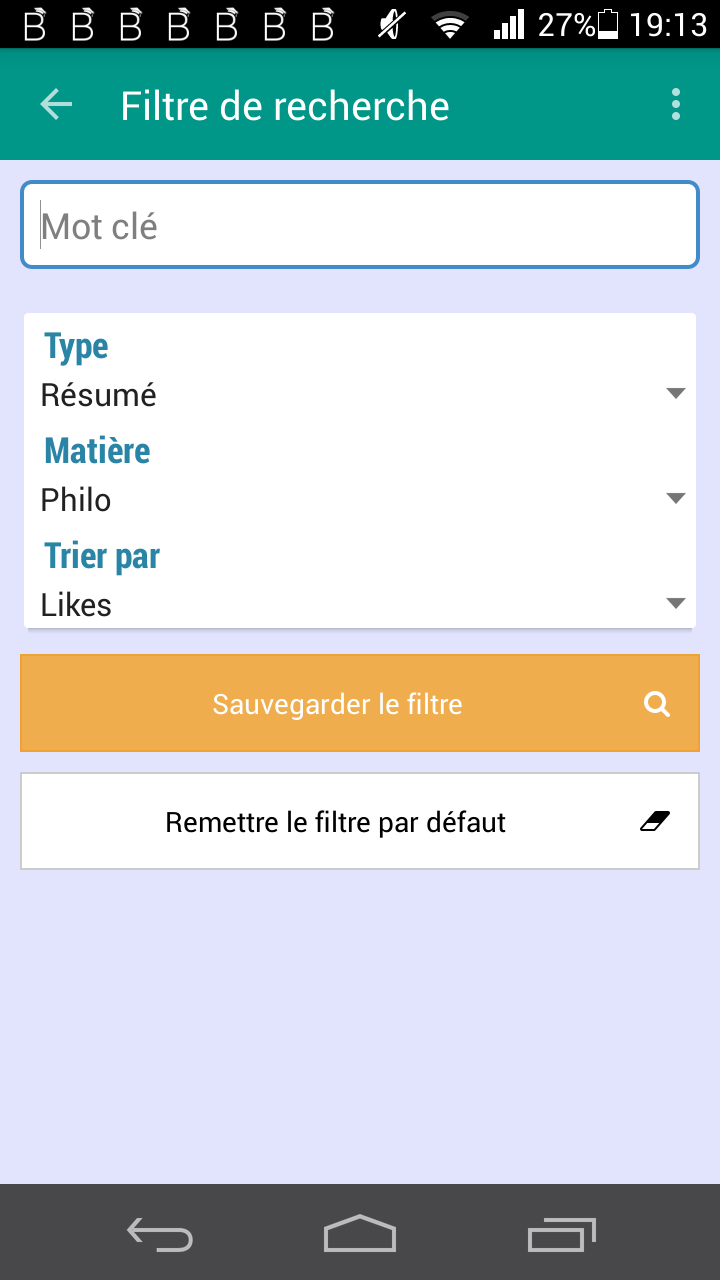 27% 19:13
Filtre de recherche
Mot clé
Type
Résumé
Matière
Philo
Trier par
Likes
Sauvegarder le filtre
Remettre le filtre par défaut